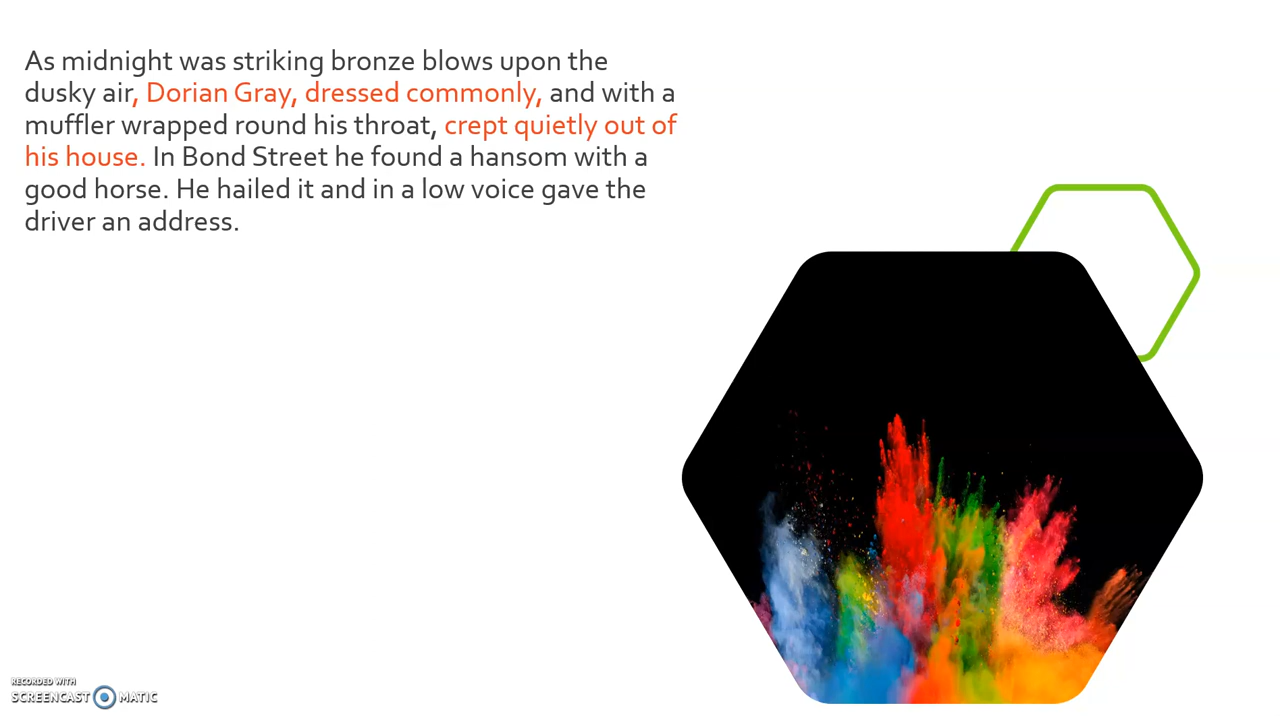 As midnight was striking bronze blows upon the
dusky air, Dorian Gray, dressed commonly, and with a
muffler wrapped round his throat, crept quietly out of
his house. In Bond Street he found a hansom with a
good horse. He hailed it and in a low voice gave the
driver an address.
RECORDED WITH
SCREENCAST MATIC